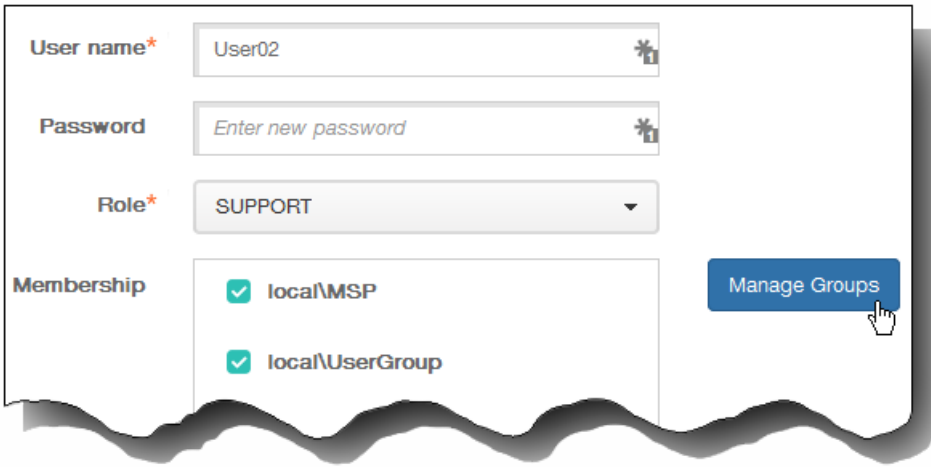 User name*
User02
Password
Enter new password
Role*
SUPPORT
Membership
local\MSP
Manage Groups
local\UserGroup